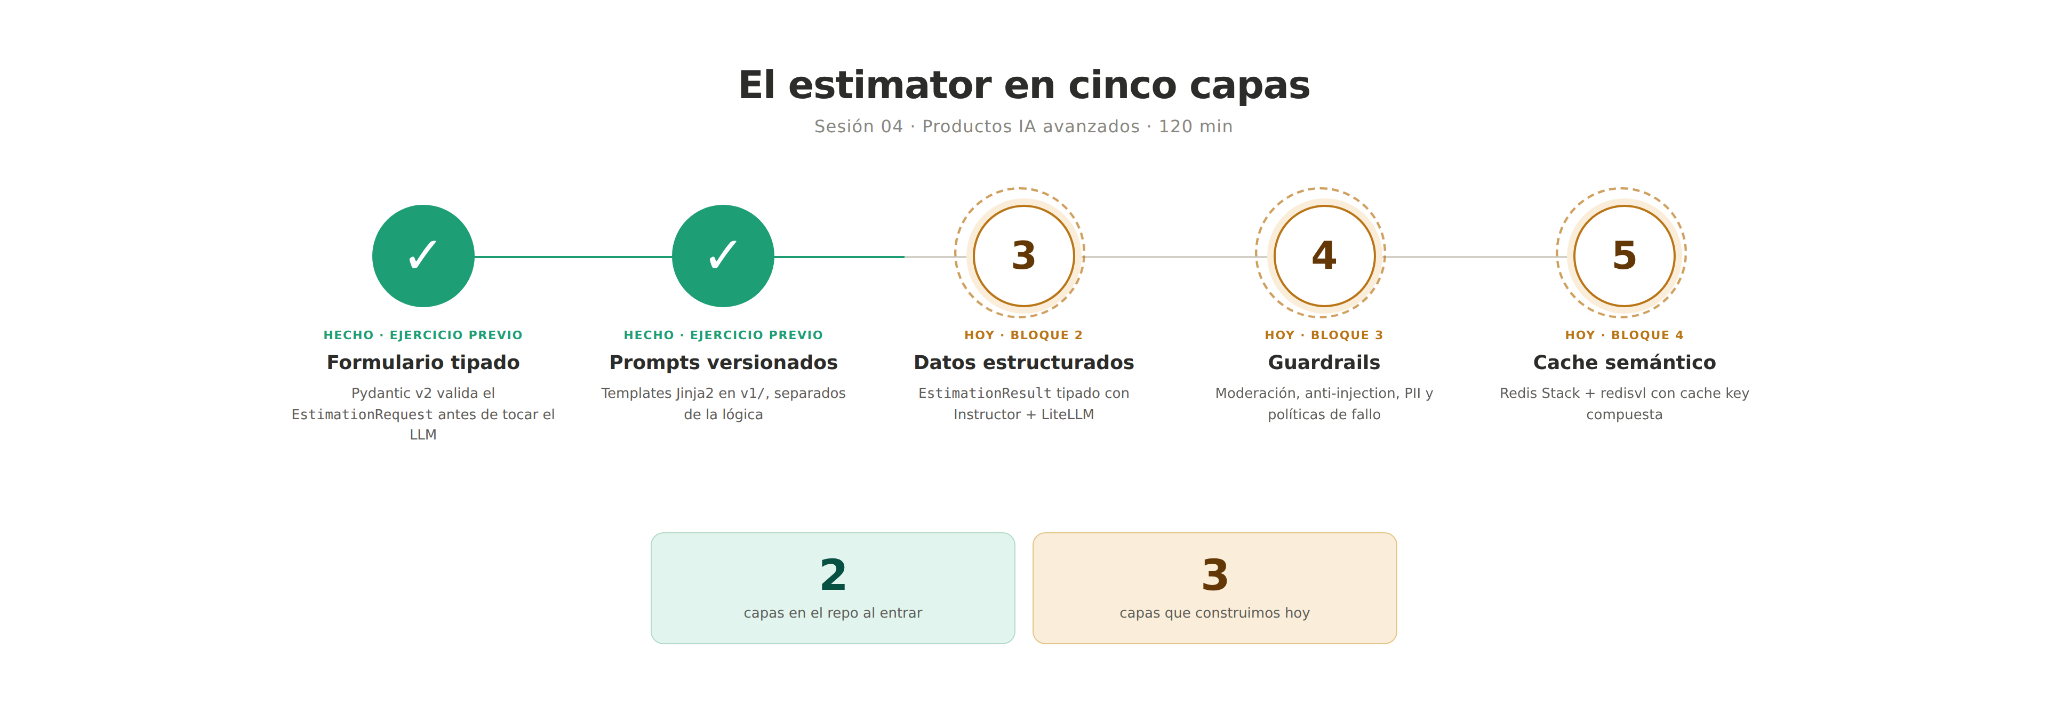 El estimator en cinco capas
Sesión 04 · Productos IA avanzados · 120 min
✓
✓
3
4
5
HECHO · EJERCICIO PREVIO
Formulario tipado
Pydantic v2 valida el
EstimationRequest antes de tocar el
LLM
HECHO · EJERCICIO PREVIO
Prompts versionados
Templates Jinja2 en v1/, separados
de la lógica
HOY · BLOQUE 2
Datos estructurados
EstimationResult tipado con
Instructor + LiteLLM
HOY · BLOQUE 3
Guardrails
Moderación, anti-injection, PII y
políticas de fallo
HOY · BLOQUE 4
Cache semántico
Redis Stack + redisvl con cache key
compuesta
2
capas en el repo al entrar
3
capas que construimos hoy